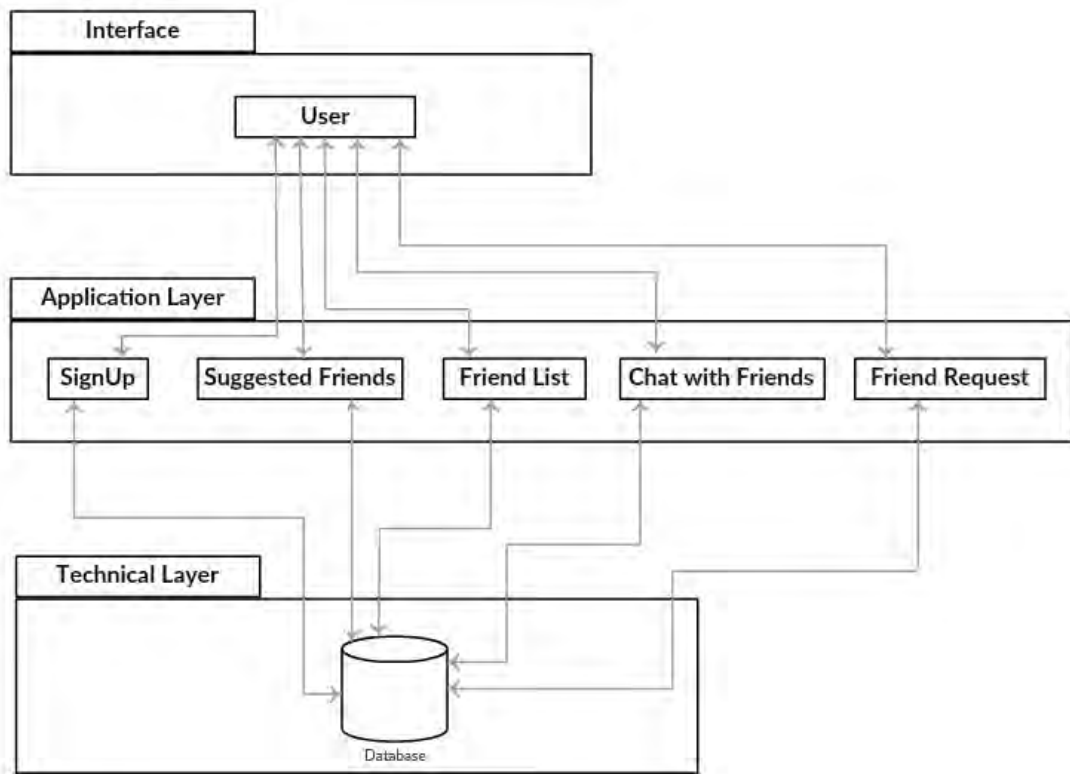 Interface
User
Application Layer
SignUp
Suggested Friends
Friend List
Chat with Friends
Friend Request
Technical Layer
Database